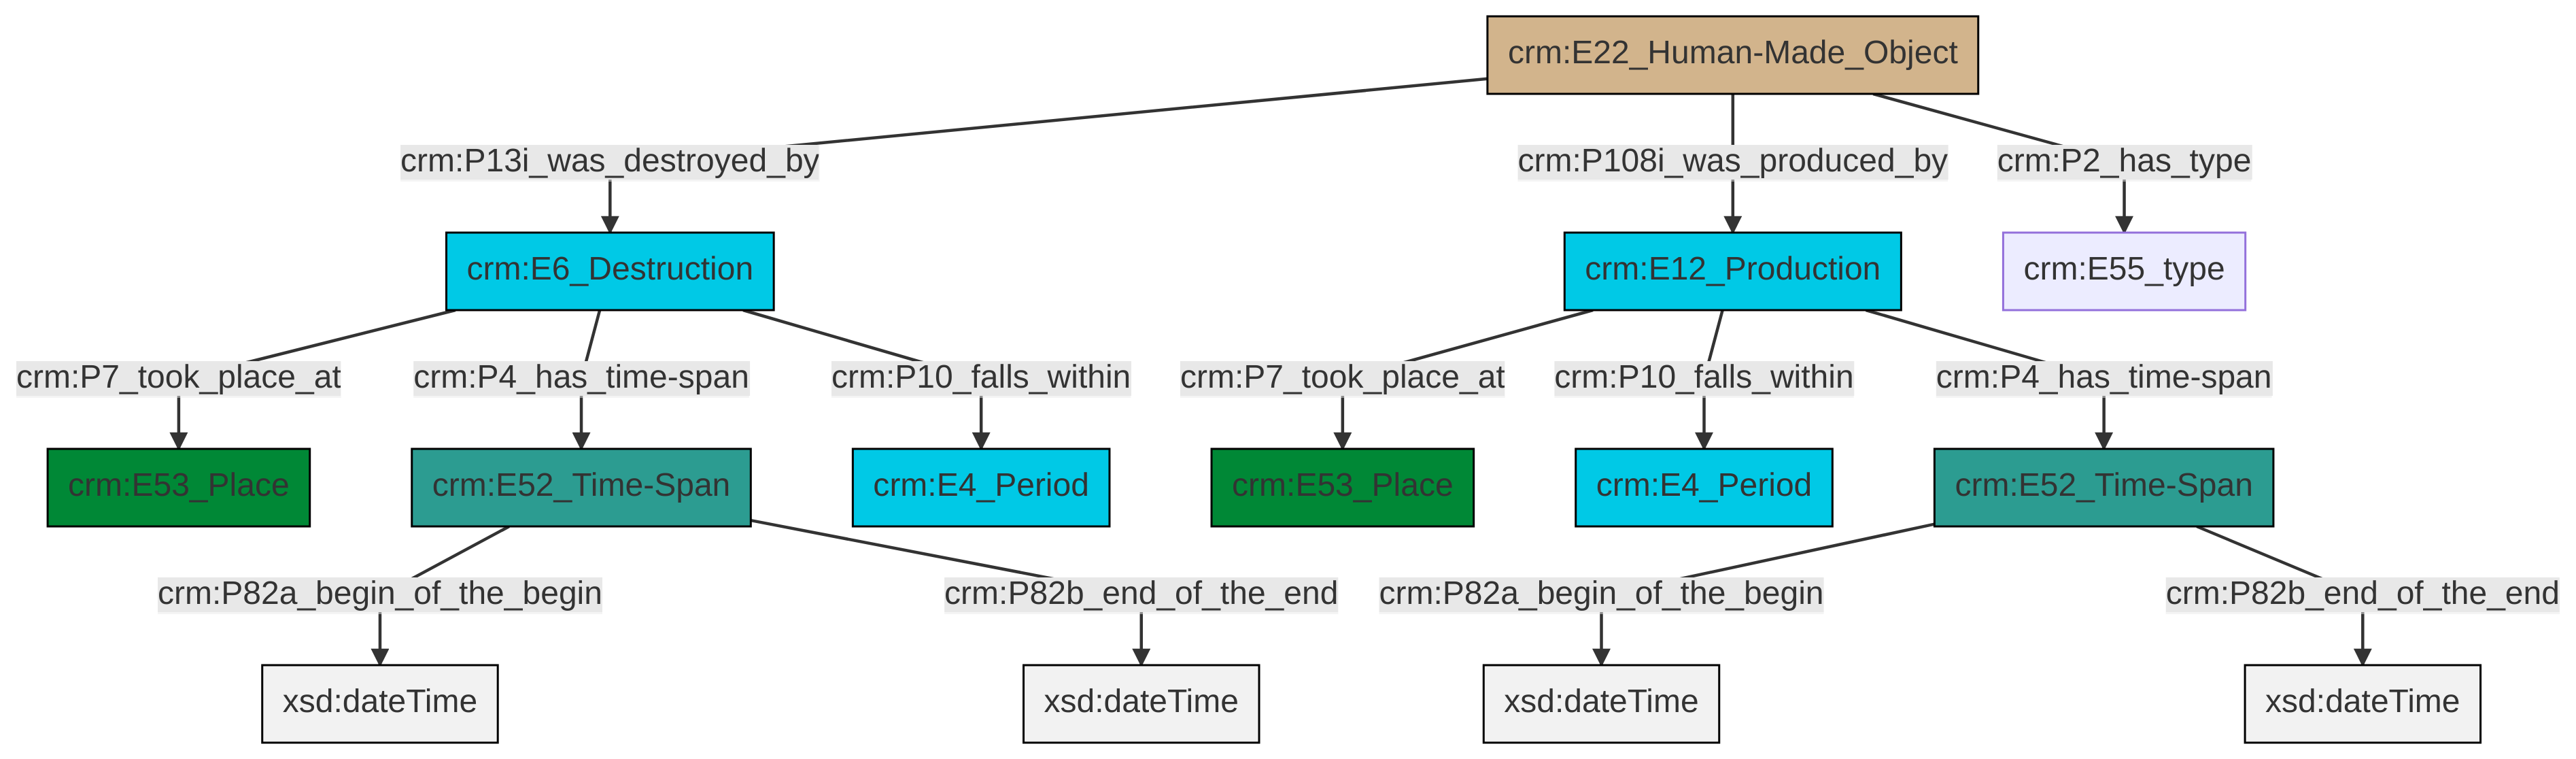 crm:E22_Human-Made_Object
crm:P13i_was_destroyed_by
crm:P108i_was_produced_by
crm:P2_has_type
crm:E6_Destruction
crm:E12_Production
crm:E55_type
crm:P7_took_place_at
crm:P4_has_time-span
crm:P10_falls_within
crm:P7_took_place_at
crm:P10_falls_within
crm:P4_has_time-span
crm:E53_Place
crm:E52_Time-Span
crm:E4_Period
crm:E53_Place
crm:E4_Period
crm:E52_Time-Span
crm:P82a_begin_of_the_begin
crm:P82b_end_of_the_end
crm:P82a_begin_of_the_begin
crm:P82b_end_of_the_end
xsd:dateTime
xsd:dateTime
xsd:dateTime
xsd:dateTime